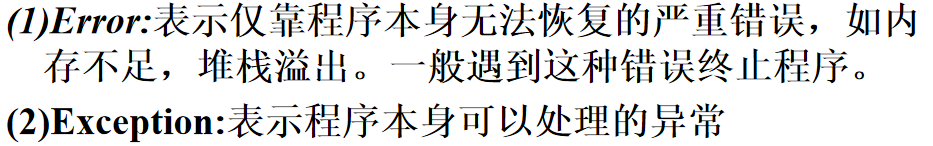 (1)Error:表示仅靠程序本身无法恢复的严重错误，如内
存不足，堆栈溢出。一般遇到这种错误终止程序。
(2)Exception:表示程序本身可以处理的异常